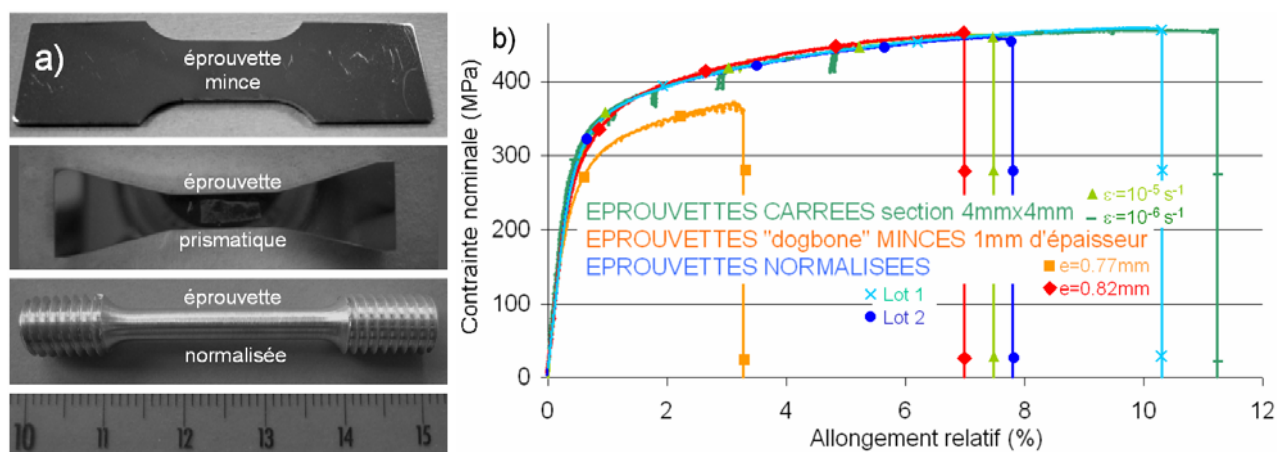 a)
éprouvette
mince
éprouvette
prismatique
éprouvette
normalisée
10 11 12 13 14 15
b)
Contrainte nominale (MPa)
400
300
200
100
0
0 2 4 6 8 10 12
Allongement relatif (%)
ε·=10⁻⁵ s⁻¹
EPROUVETTES CARREES section 4mmx4mm
ε·=10⁻⁶ s⁻¹
EPROUVETTES "dogbone" MINCES 1mm d'épaisseur
EPROUVETTES NORMALISEES
e=0.77mm
Lot 1
e=0.82mm
Lot 2